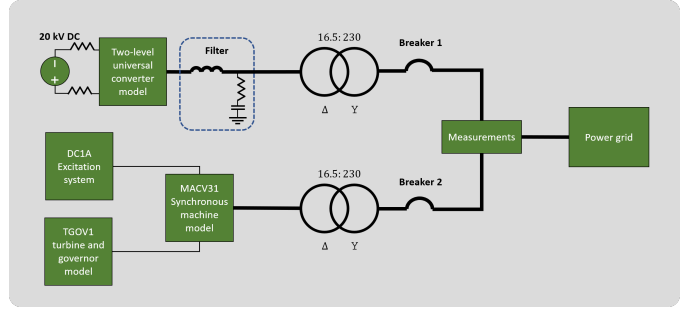 20 kV DC
Two-level
universal
converter
model
Filter
16.5: 230
Δ Y
Breaker 1
Measurements
Power grid
DC1A
Excitation
system
TGOV1
turbine and
governor
model
MACV31
Synchronous
machine
model
16.5: 230
Δ Y
Breaker 2